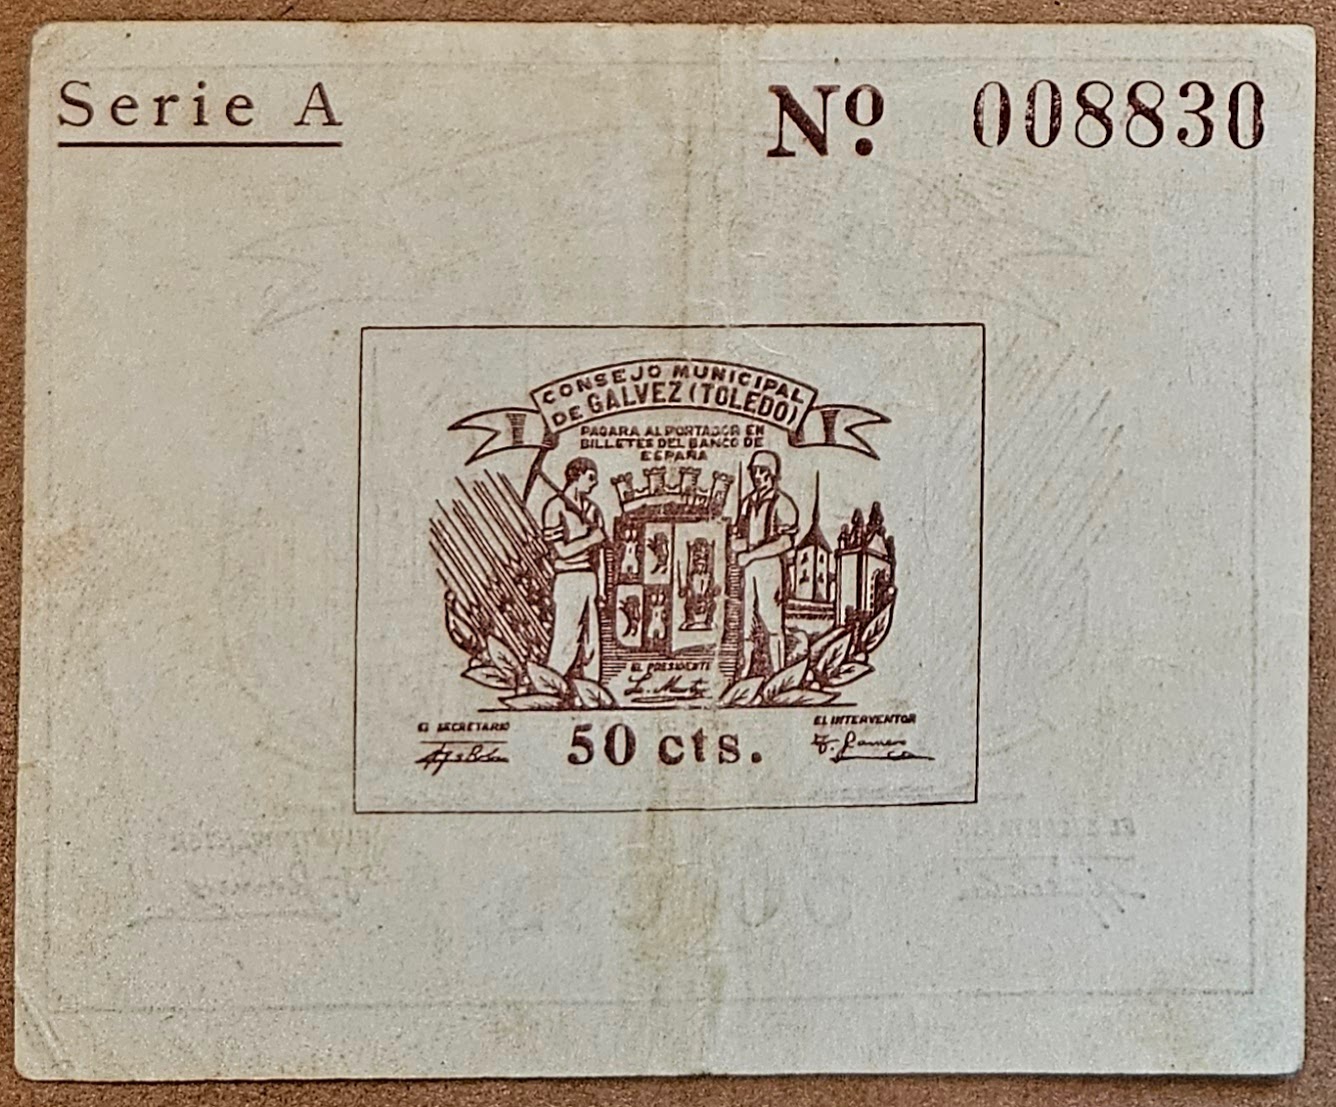 Serie A
Nº. 008830
CONSEJO MUNICIPAL
DE GALVEZ (TOLEDO)
PAGARA AL PORTADOR EN
BILLETES DEL BANCO DE
ESPAÑA
EL PRESIDENTE
EL SECRETARIO
EL INTERVENTOR
50 cts.